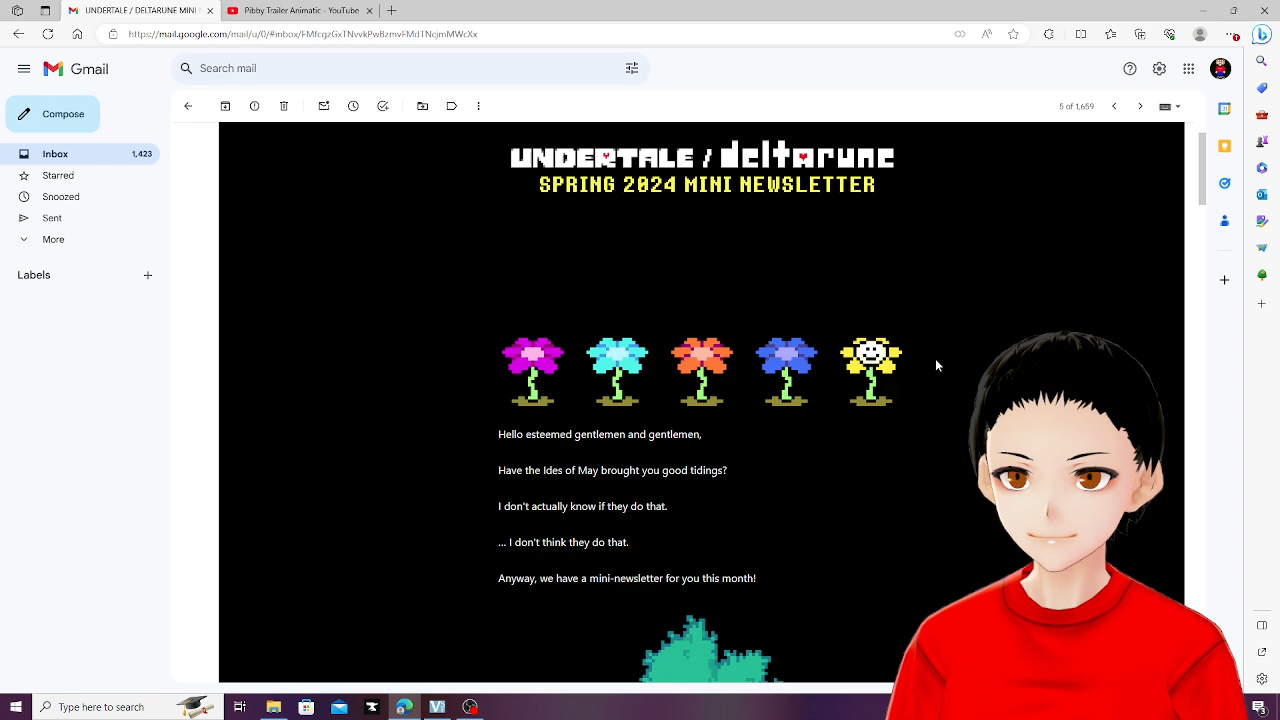 UNDERTALE / DELTARUNE MINI
Pibby Trailer Animatic - YouTube
https://mail.google.com/mail/u/0/#inbox/FMfcgzGxTNvvkPwBzmvFMdTNcjmMWcXx
Gmail
Search mail
Compose
5 of 1,659
Inbox 1,423
Starred
Snoozed
Sent
More
Labels
UNDERTALE / deltarune
SPRING 2024 MINI NEWSLETTER
Hello esteemed gentlemen and gentlemen,
Have the Ides of May brought you good tidings?
I don't actually know if they do that.
... I don't think they do that.
Anyway, we have a mini-newsletter for you this month!
Type here to search